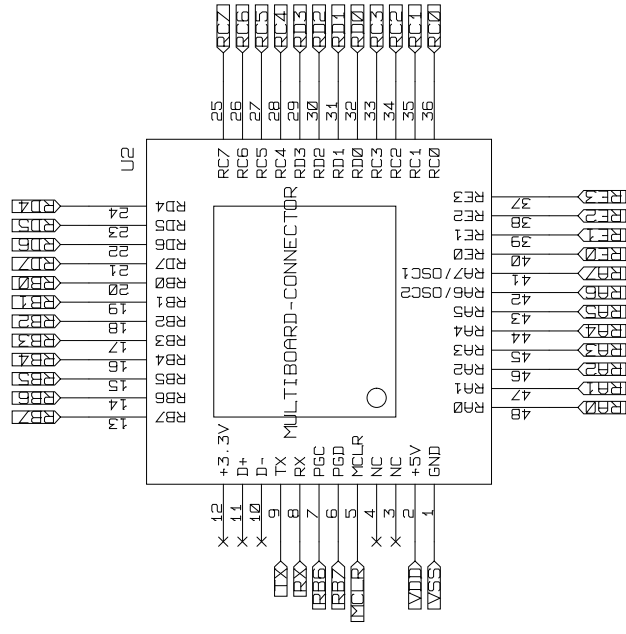 RC7 RC6 RC5 RC4 RD3 RD2 RD1 RD0 RC3 RC2 RC1 RC0
25 26 27 28 29 30 31 32 33 34 35 36
U2
RC7 RC6 RC5 RC4 RD3 RD2 RD1 RD0 RC3 RC2 RC1 RC0
RD4 24 RD4
RD5 23 RD5
RD6 22 RD6
RD7 21 RD7
RB0 20 RB0
RB1 19 RB1
RB2 18 RB2
RB3 17 RB3
RB4 16 RB4
RB5 15 RB5
RB6 14 RB6
RB7 13 RB7
MULTIBOARD-CONNECTOR
RE3 37 RE3
RE2 38 RE2
RE1 39 RE1
RE0 40 RE0
RA7/OSC1 41 RA7
RA6/OSC2 42 RA6
RA5 43 RA5
RA4 44 RA4
RA3 45 RA3
RA2 46 RA2
RA1 47 RA1
RA0 48 RA0
+3.3V D+ D- TX RX PGC PGD MCLR NC NC +5V GND
12 11 10 9 8 7 6 5 4 3 2 1
TX RX RB6 RB7 MCLR VDD VSS